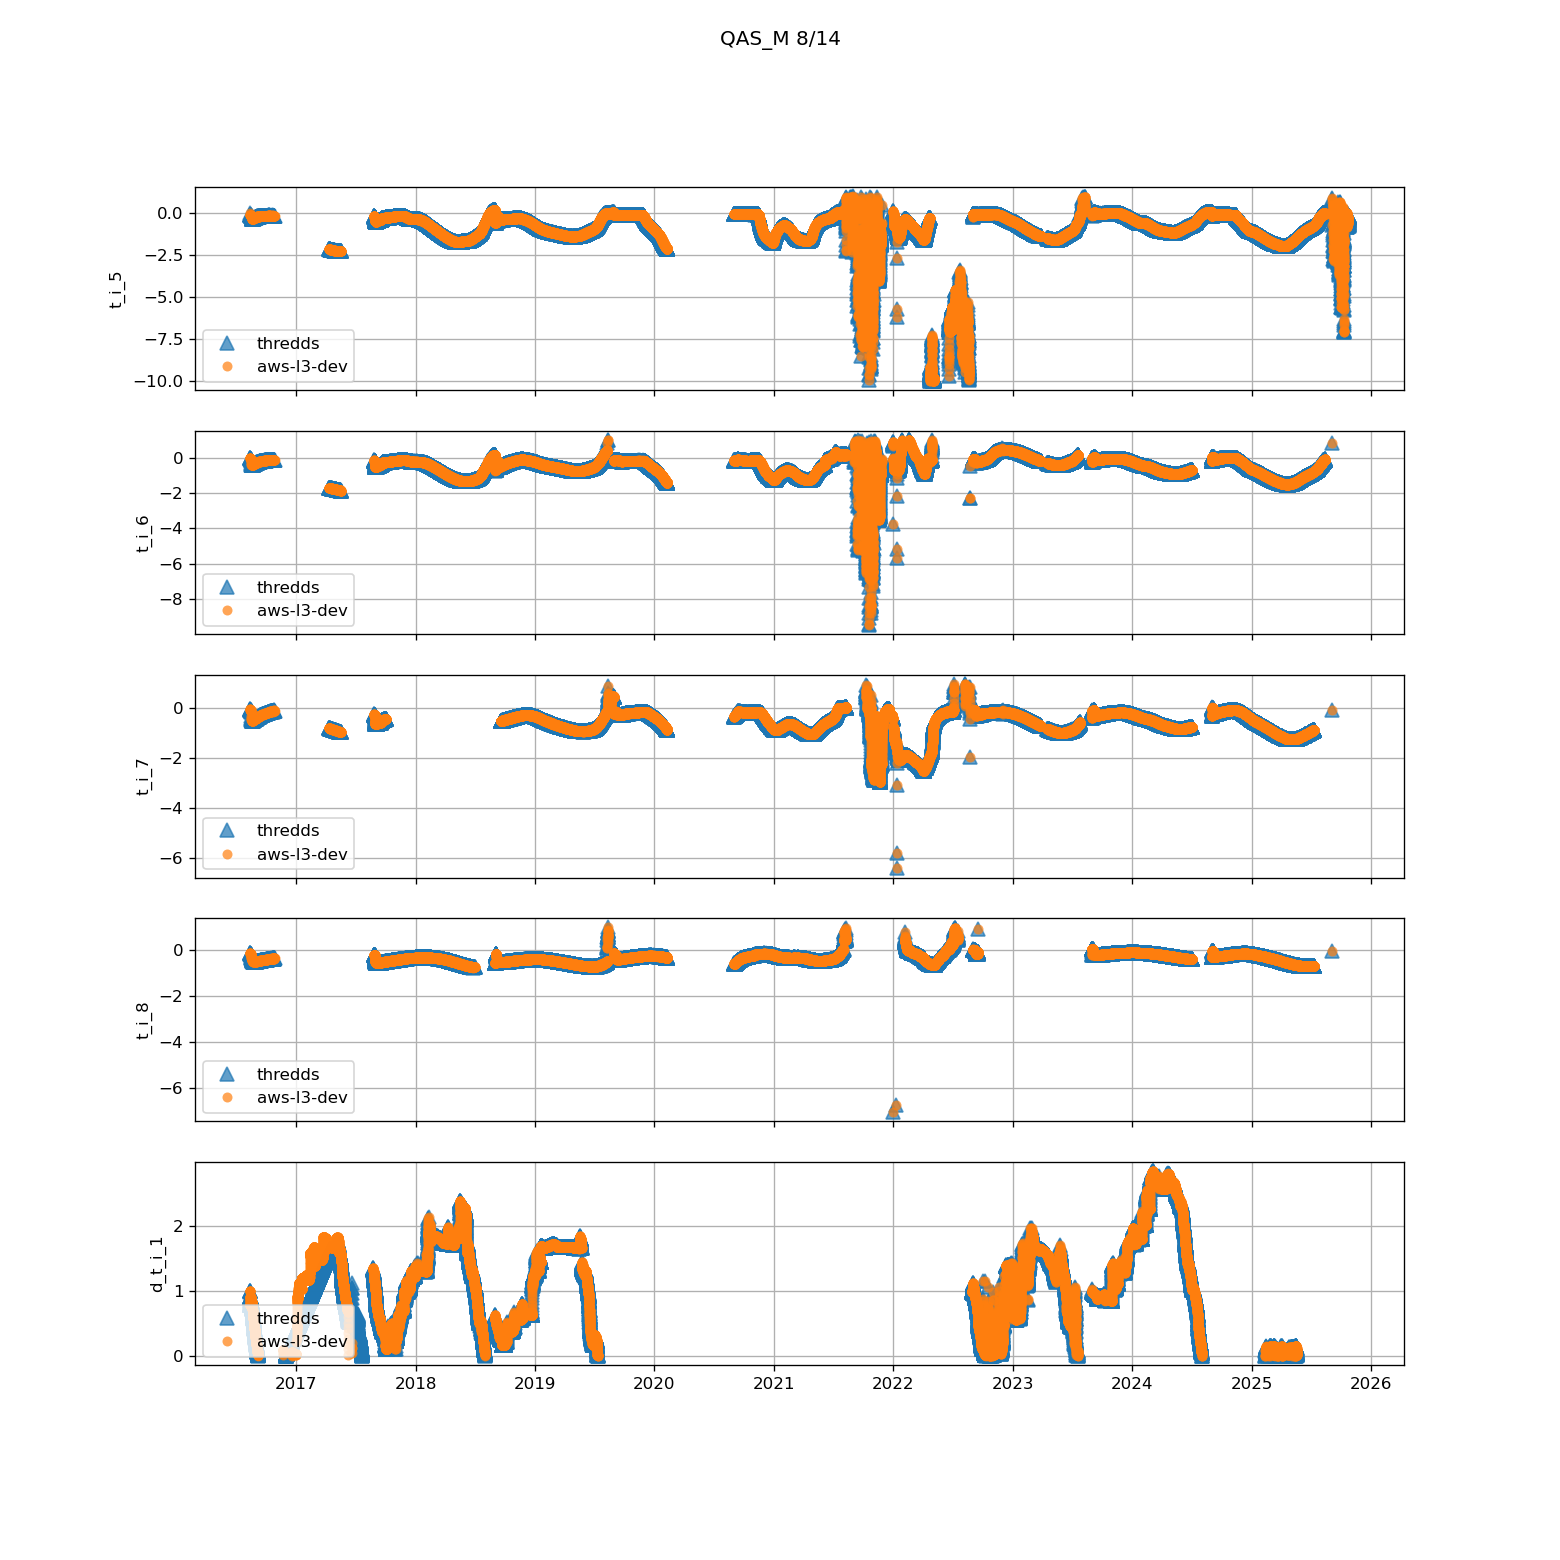 QAS_M 8/14
0.0
−2.5
−5.0
−7.5
−10.0
t_i_5
thredds
aws-l3-dev
0
−2
−4
−6
−8
t_i_6
thredds
aws-l3-dev
0
−2
−4
−6
t_i_7
thredds
aws-l3-dev
0
−2
−4
−6
t_i_8
thredds
aws-l3-dev
2
1
0
d_t_i_1
thredds
aws-l3-dev
2017 2018 2019 2020 2021 2022 2023 2024 2025 2026